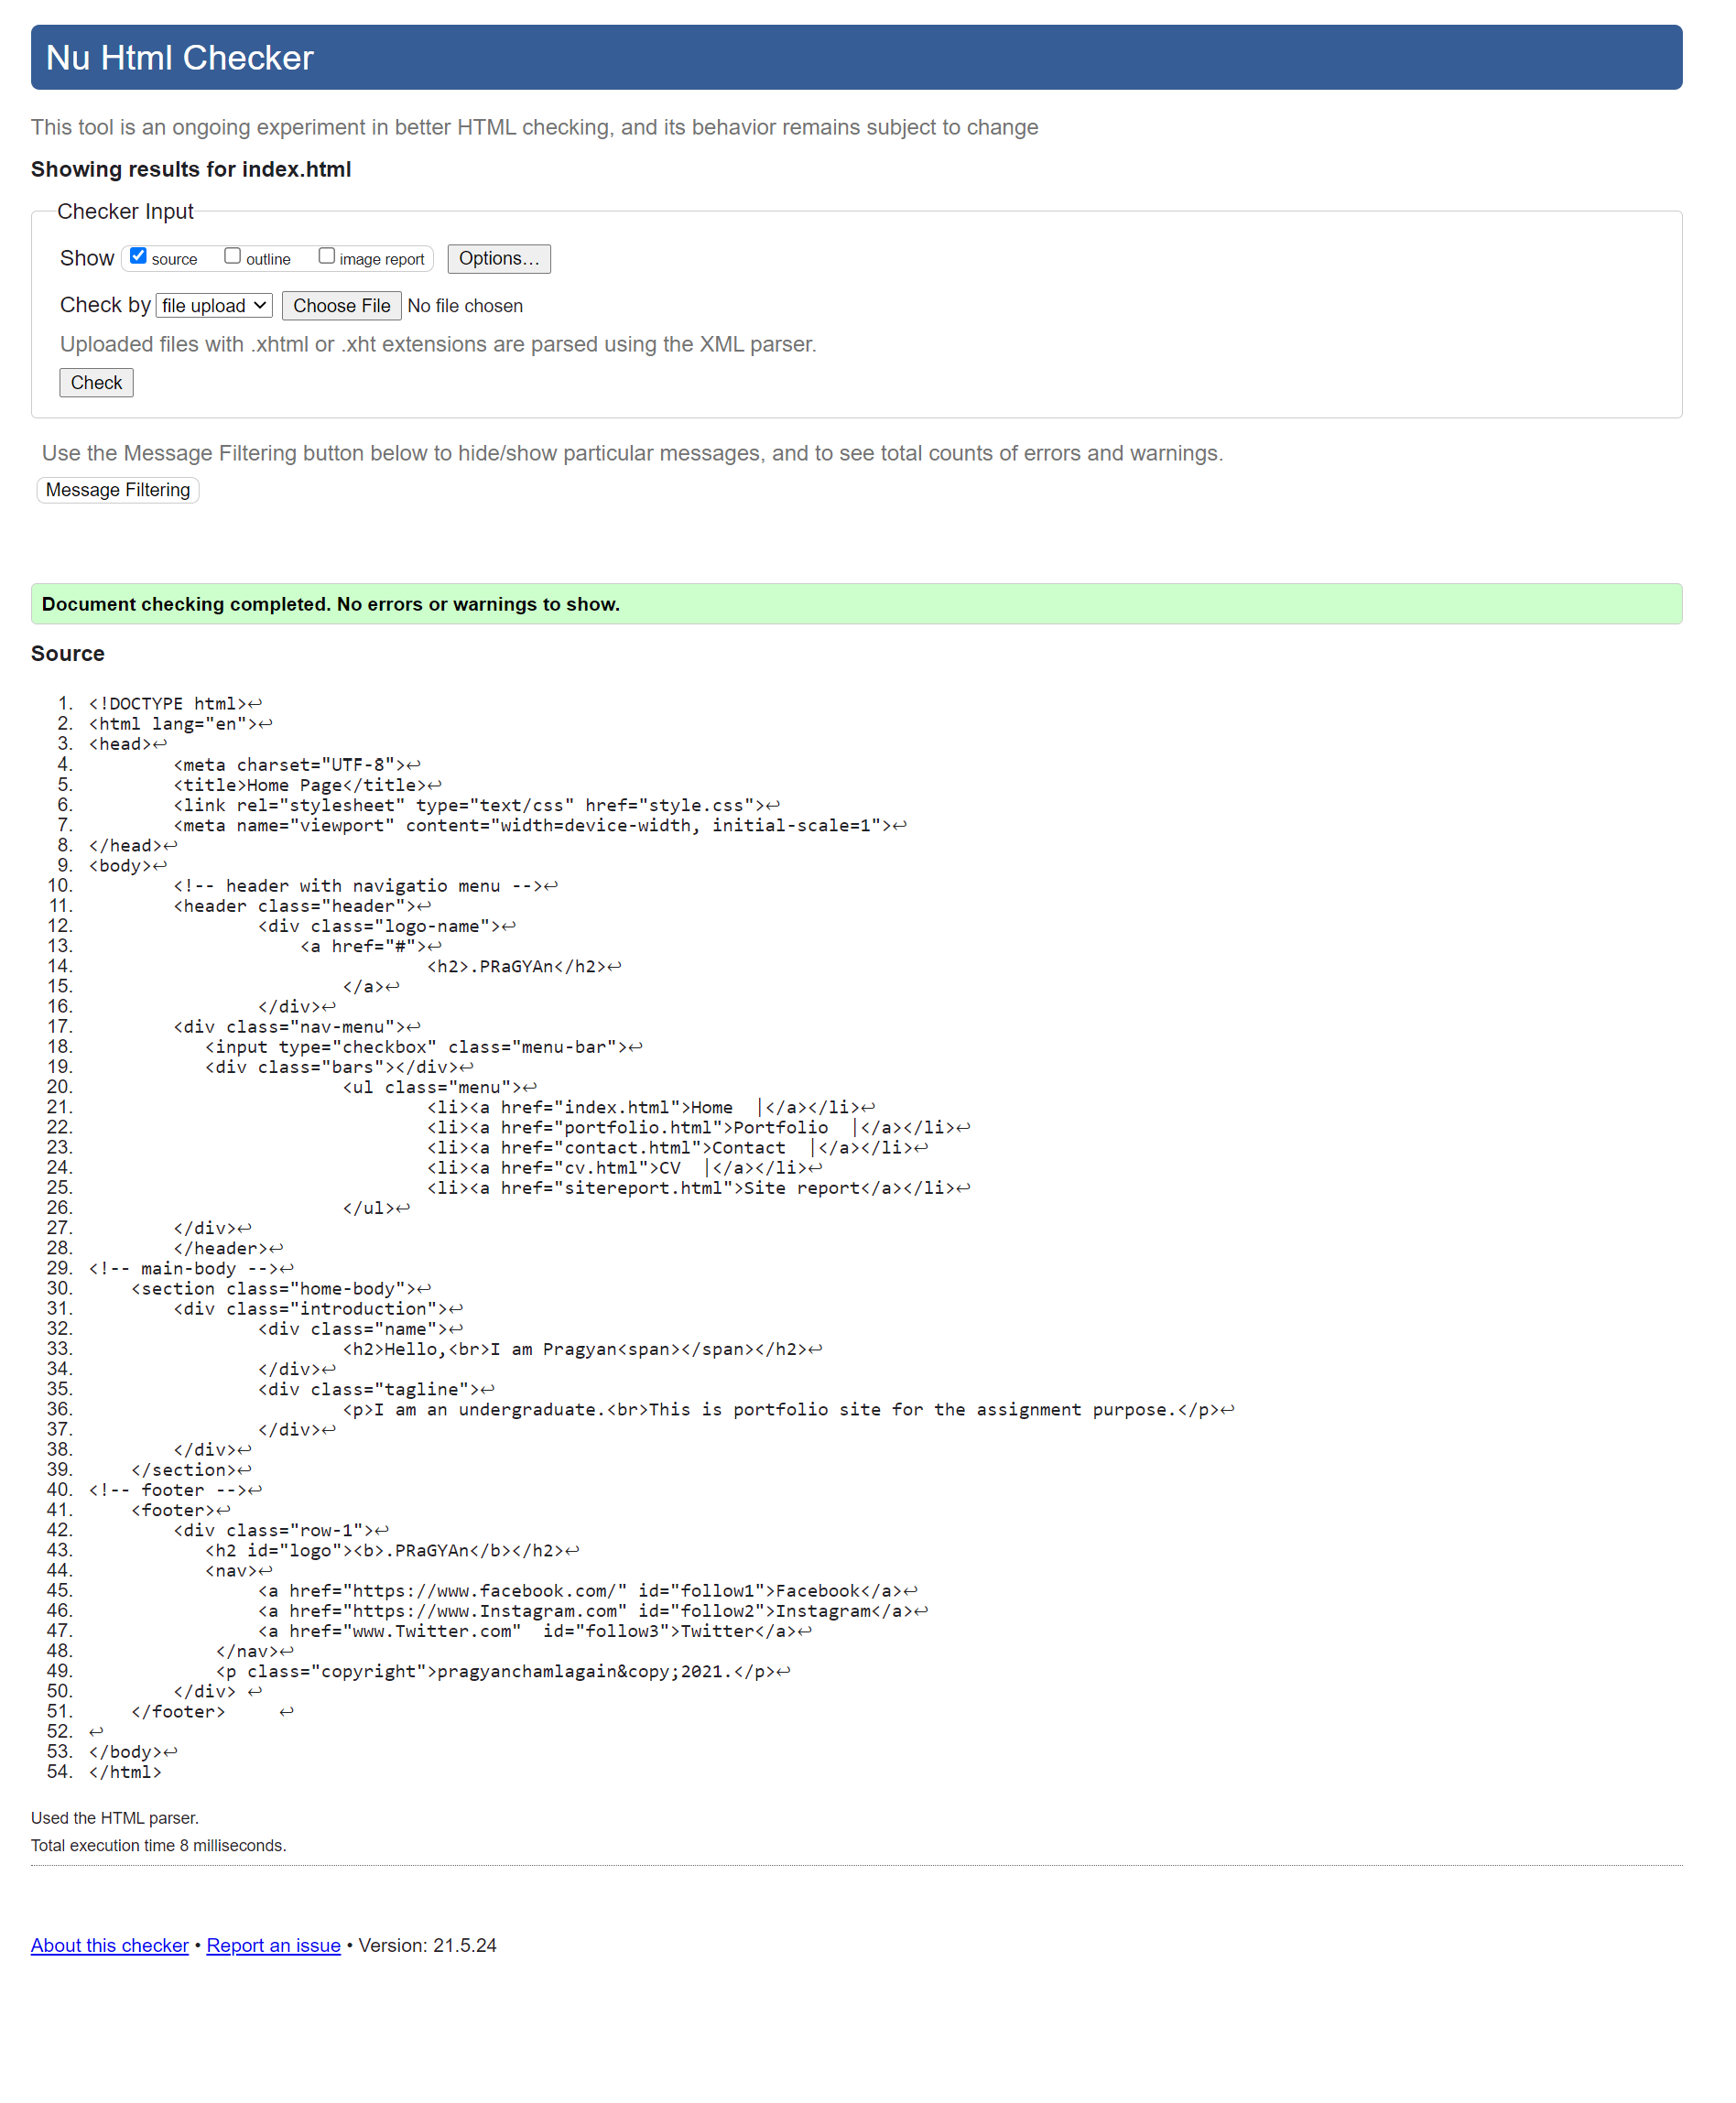 Nu Html Checker
This tool is an ongoing experiment in better HTML checking, and its behavior remains subject to change
Showing results for index.html
Checker Input
Show source outline image report Options…
Check by file upload Choose File No file chosen
Uploaded files with .xhtml or .xht extensions are parsed using the XML parser.
Check
Use the Message Filtering button below to hide/show particular messages, and to see total counts of errors and warnings.
Message Filtering
Document checking completed. No errors or warnings to show.
Source
1. <!DOCTYPE html>↩
2. <html lang="en">↩
3. <head>↩
4. <meta charset="UTF-8">↩
5. <title>Home Page</title>↩
6. <link rel="stylesheet" type="text/css" href="style.css">↩
7. <meta name="viewport" content="width=device-width, initial-scale=1">↩
8. </head>↩
9. <body>↩
10. <!-- header with navigatio menu -->↩
11. <header class="header">↩
12. <div class="logo-name">↩
13. <a href="#">↩
14. <h2>.PRaGYAn</h2>↩
15. </a>↩
16. </div>↩
17. <div class="nav-menu">↩
18. <input type="checkbox" class="menu-bar">↩
19. <div class="bars"></div>↩
20. <ul class="menu">↩
21. <li><a href="index.html">Home  |</a></li>↩
22. <li><a href="portfolio.html">Portfolio  |</a></li>↩
23. <li><a href="contact.html">Contact  |</a></li>↩
24. <li><a href="cv.html">CV  |</a></li>↩
25. <li><a href="sitereport.html">Site report</a></li>↩
26. </ul>↩
27. </div>↩
28. </header>↩
29. <!-- main-body -->↩
30. <section class="home-body">↩
31. <div class="introduction">↩
32. <div class="name">↩
33. <h2>Hello,<br>I am Pragyan<span></span></h2>↩
34. </div>↩
35. <div class="tagline">↩
36. <p>I am an undergraduate.<br>This is portfolio site for the assignment purpose.</p>↩
37. </div>↩
38. </div>↩
39. </section>↩
40. <!-- footer -->↩
41. <footer>↩
42. <div class="row-1">↩
43. <h2 id="logo"><b>.PRaGYAn</b></h2>↩
44. <nav>↩
45. <a href="https://www.facebook.com/" id="follow1">Facebook</a>↩
46. <a href="https://www.Instagram.com" id="follow2">Instagram</a>↩
47. <a href="www.Twitter.com"  id="follow3">Twitter</a>↩
48. </nav>↩
49. <p class="copyright">pragyanchamlagain&copy;2021.</p>↩
50. </div> ↩
51. </footer> ↩
52. ↩
53. </body>↩
54. </html>
Used the HTML parser.
Total execution time 8 milliseconds.
About this checker • Report an issue • Version: 21.5.24